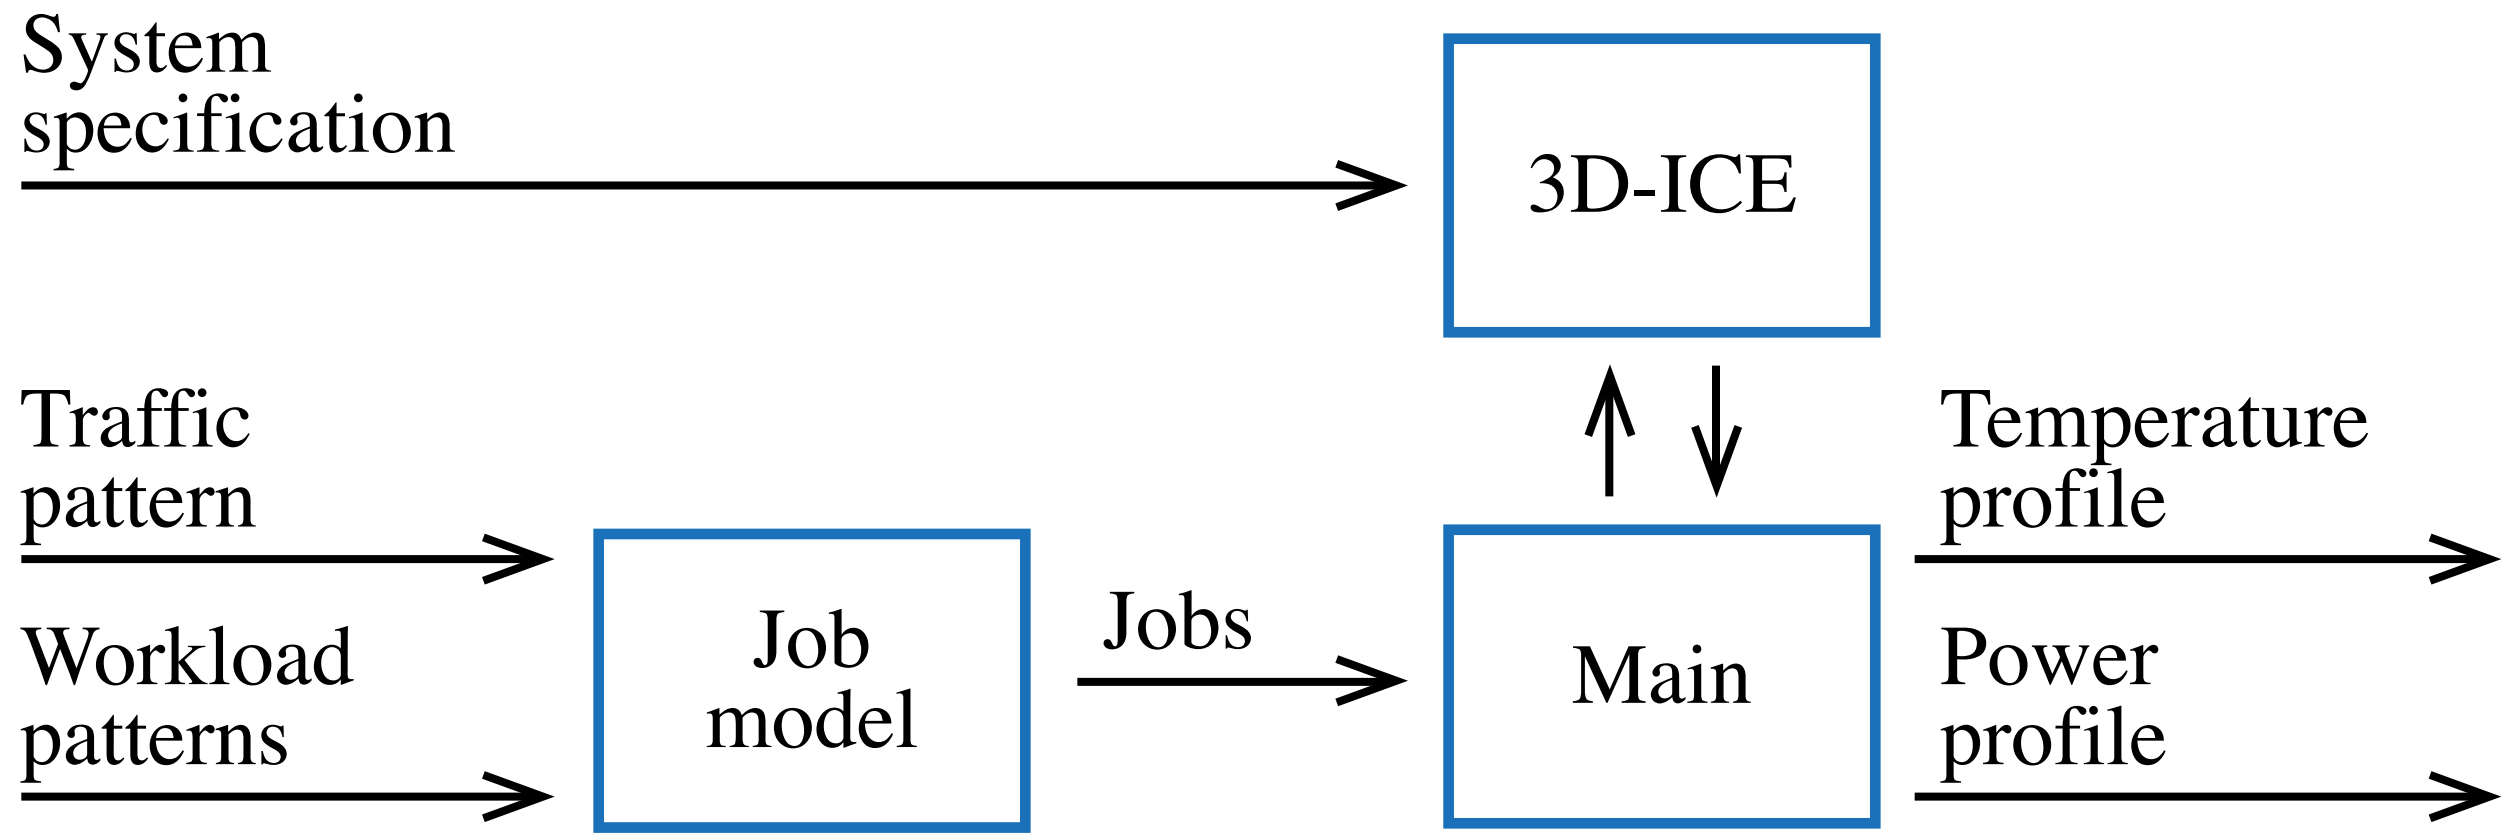 System
specification
3D-ICE
Traffic
pattern
Temperature
profile
Workload
patterns
Job
model
Jobs
Main
Power
profile